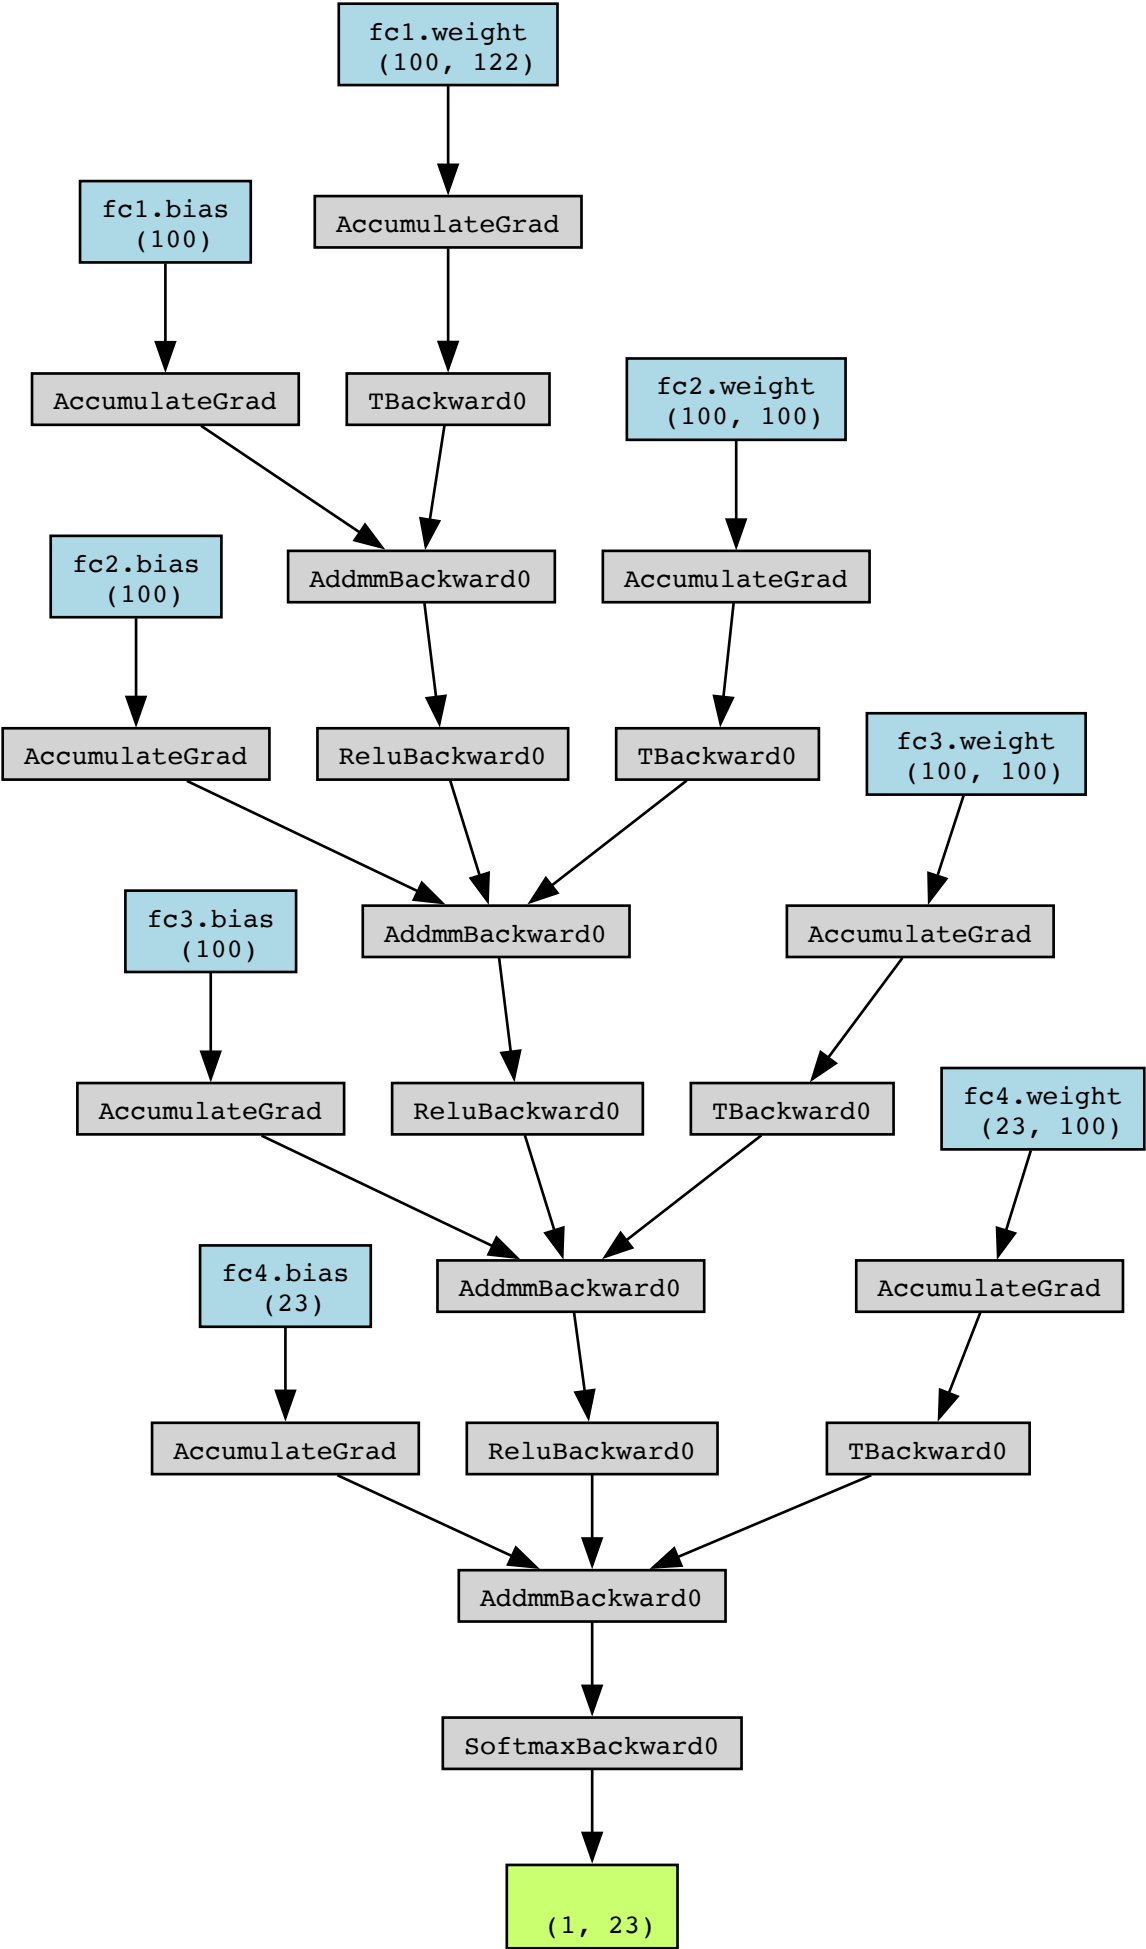 fc1.weight
(100, 122)
fc1.bias
(100)
AccumulateGrad
AccumulateGrad
TBackward0
fc2.weight
(100, 100)
fc2.bias
(100)
AddmmBackward0
AccumulateGrad
AccumulateGrad
ReluBackward0
TBackward0
fc3.weight
(100, 100)
fc3.bias
(100)
AddmmBackward0
AccumulateGrad
AccumulateGrad
ReluBackward0
TBackward0
fc4.weight
(23, 100)
fc4.bias
(23)
AddmmBackward0
AccumulateGrad
AccumulateGrad
ReluBackward0
TBackward0
AddmmBackward0
SoftmaxBackward0
(1, 23)